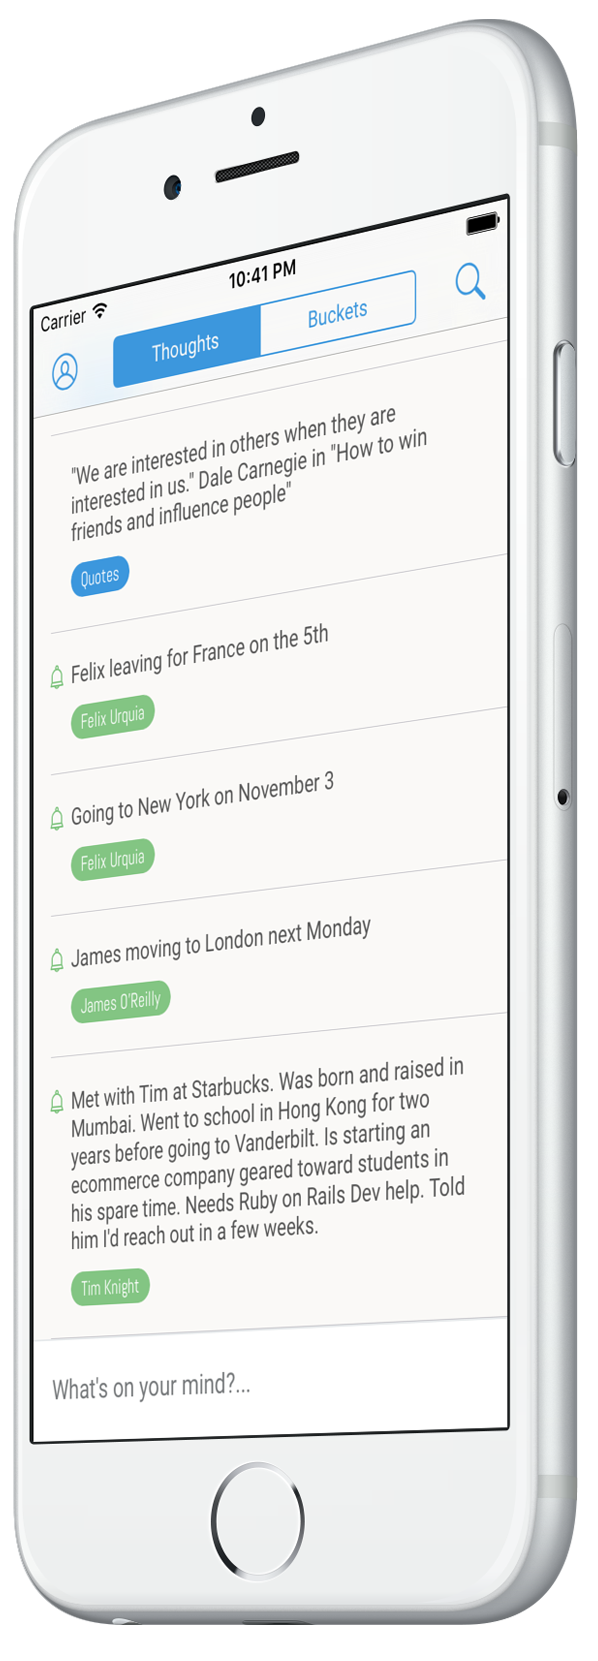 Carrier 10:41 PM
Thoughts Buckets
"We are interested in others when they are
interested in us." Dale Carnegie in "How to win
friends and influence people"
Quotes
Felix leaving for France on the 5th
Felix Urquia
Going to New York on November 3
Felix Urquia
James moving to London next Monday
James O'Reilly
Met with Tim at Starbucks. Was born and raised in
Mumbai. Went to school in Hong Kong for two
years before going to Vanderbilt. Is starting an
ecommerce company geared toward students in
his spare time. Needs Ruby on Rails Dev help. Told
him I'd reach out in a few weeks.
Tim Knight
What's on your mind?...